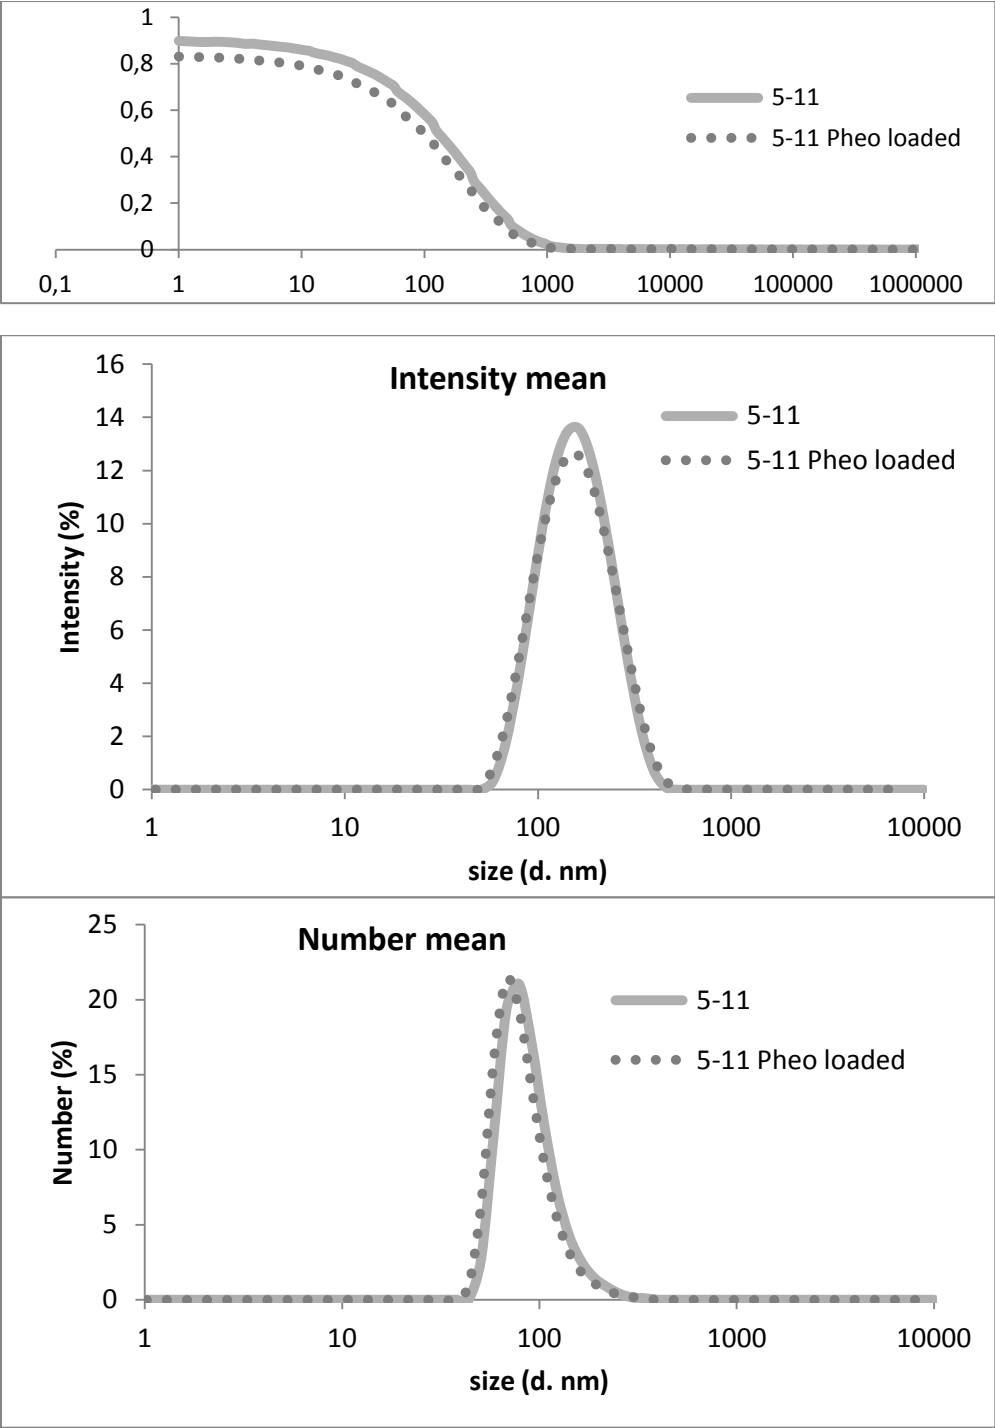 1
0,8
0,6
0,4
0,2
0
0,1 1 10 100 1000 10000 100000 1000000
5-11
5-11 Pheo loaded
Intensity mean
16
14
12
10
8
6
4
2
0
Intensity (%)
5-11
5-11 Pheo loaded
1 10 100 1000 10000
size (d. nm)
Number mean
25
20
15
10
5
0
Number (%)
5-11
5-11 Pheo loaded
1 10 100 1000 10000
size (d. nm)